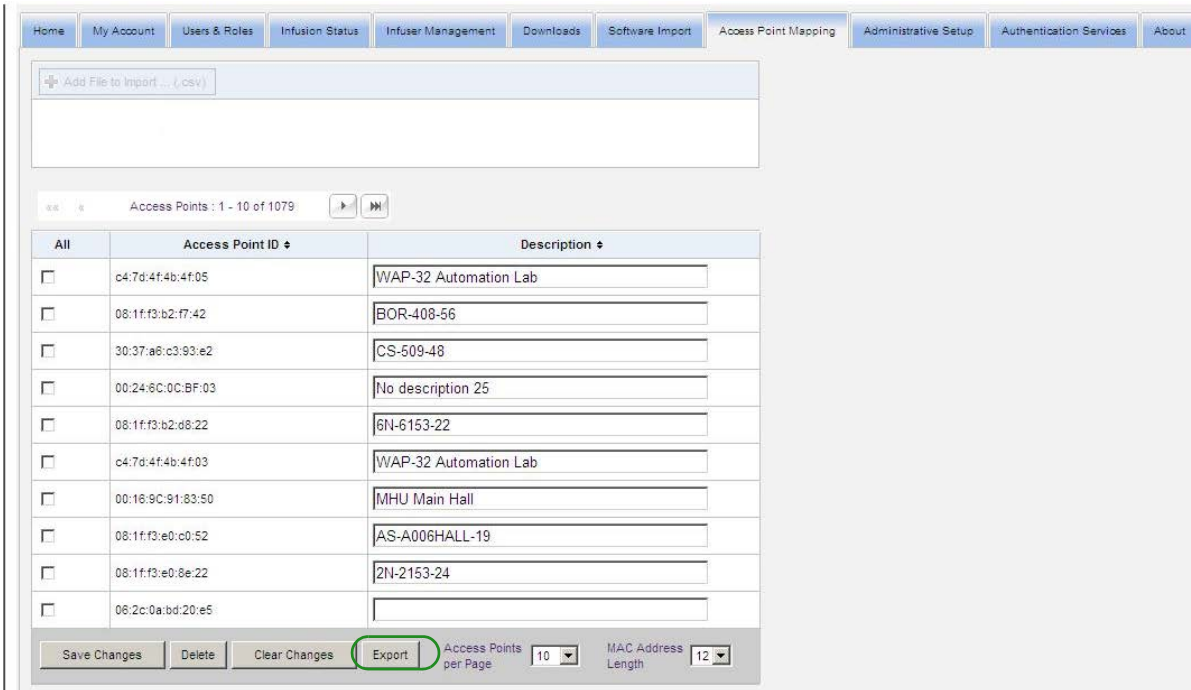 Home My Account Users & Roles Infusion Status Infuser Management Downloads Software Import Access Point Mapping Administrative Setup Authentication Services About
Add File to Import ... (.csv)
Access Points : 1 - 10 of 1079
All Access Point ID Description
c4:7d:4f:4b:4f:05 WAP-32 Automation Lab
08:1f:f3:b2:f7:42 BOR-408-56
30:37:a6:c3:93:e2 CS-509-48
00:24:6C:0C:BF:03 No description 25
08:1f:f3:b2:d8:22 6N-6153-22
c4:7d:4f:4b:4f:03 WAP-32 Automation Lab
00:16:9C:91:83:50 MHU Main Hall
08:1f:f3:e0:c0:52 AS-A006HALL-19
08:1f:f3:e0:8e:22 2N-2153-24
06:2c:0a:bd:20:e5
Save Changes Delete Clear Changes Export Access Points per Page 10 MAC Address Length 12